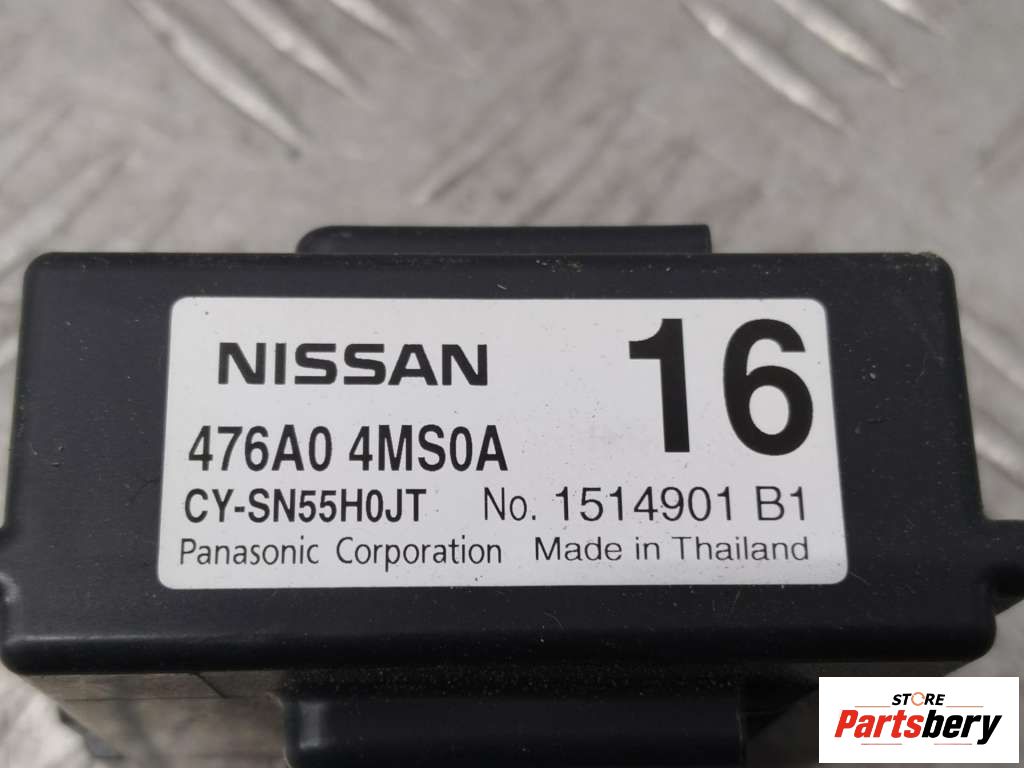 NISSAN 16
476A0 4MS0A
CY-SN55H0JT No. 1514901 B1
Panasonic Corporation Made in Thailand
STORE
Partsbery